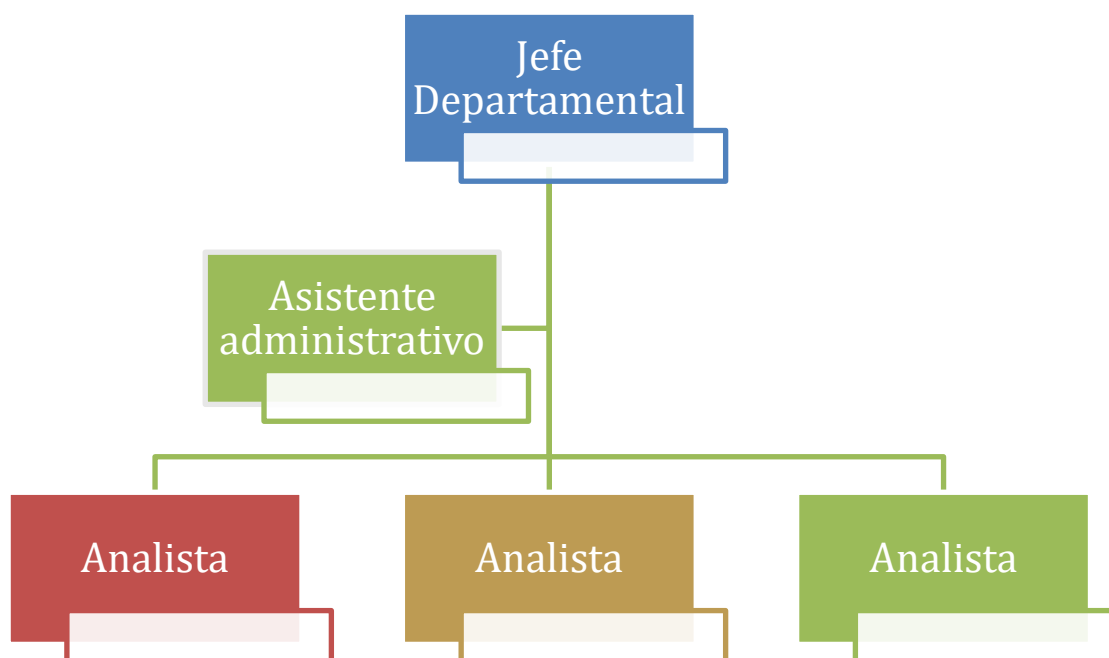 Jefe
Departamental
Asistente
administrativo
Analista
Analista
Analista